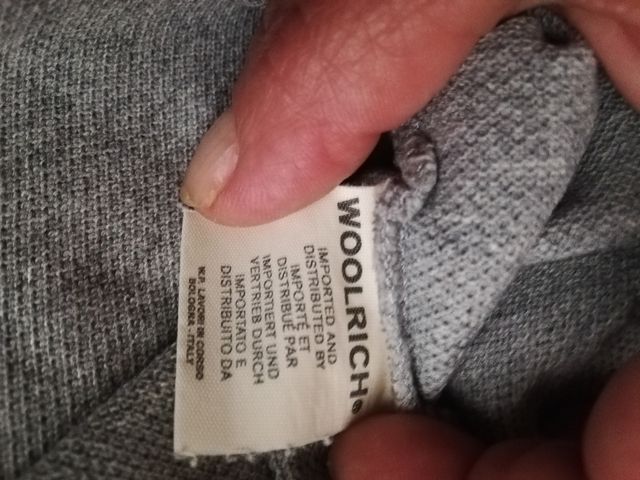 WOOLRICH®
IMPORTED AND
DISTRIBUTED BY
IMPORTÉ ET
DISTRIBUÉ PAR
IMPORTIERT UND
VERTRIEB DURCH
IMPORTATO E
DISTRIBUITO DA
W.P. LAVORI IN CORSO
BOLOGNA - ITALY